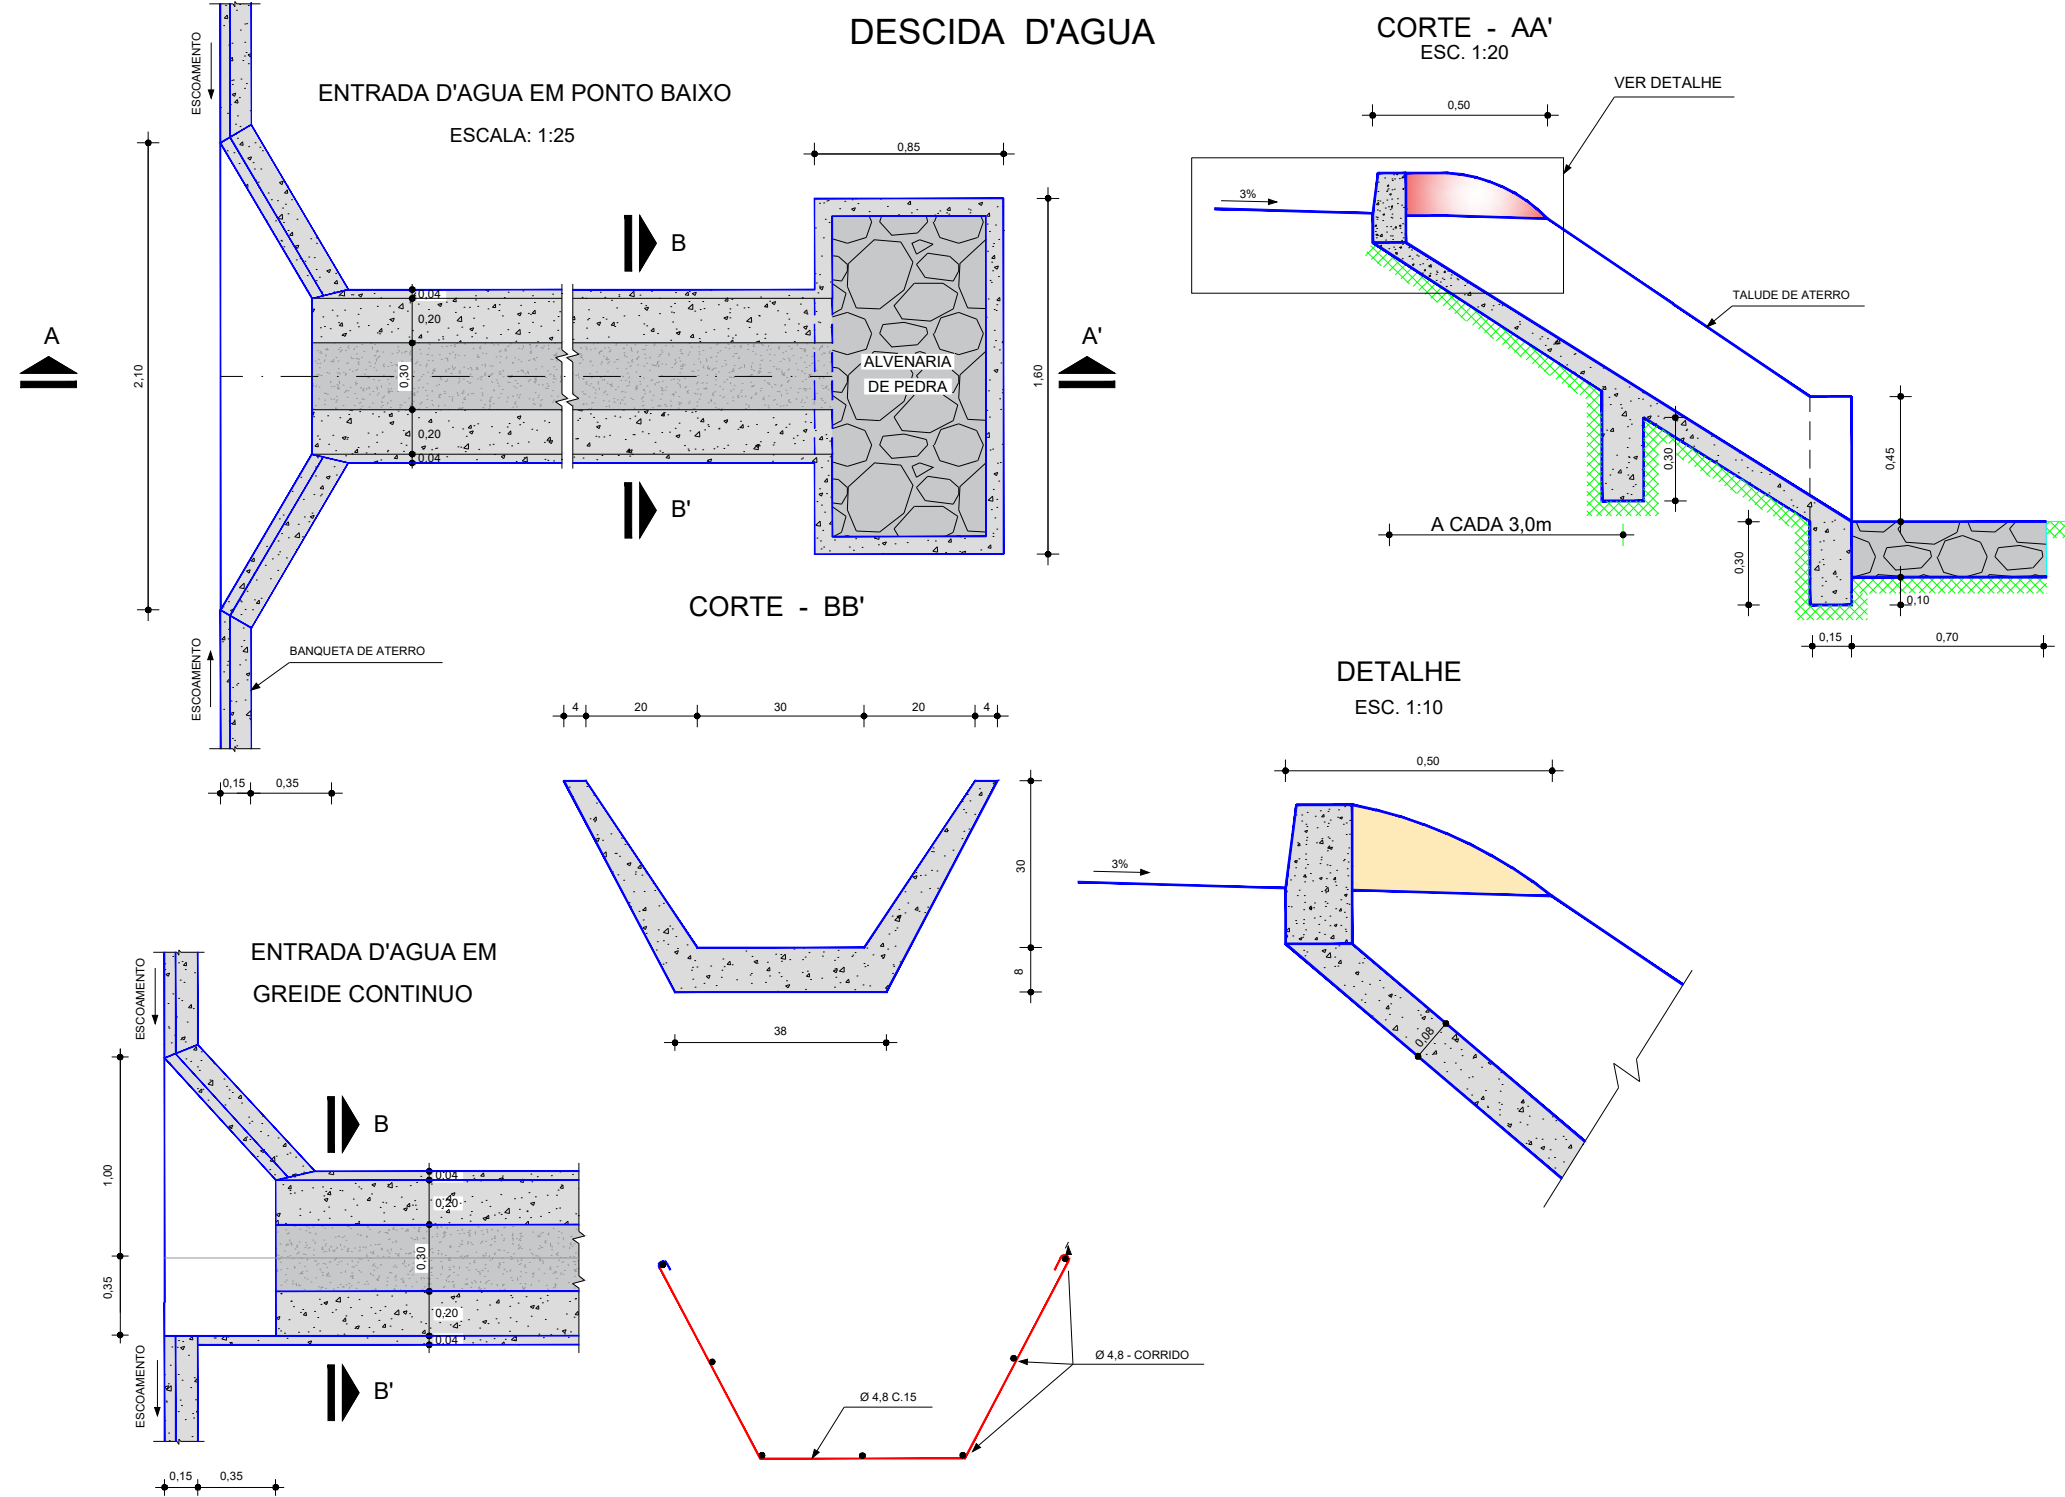 DESCIDA D'AGUA
CORTE - AA'
ESC. 1:20
VER DETALHE
0,50
3%
TALUDE DE ATERRO
0,45
0,30
A CADA 3,0m
0,30
0,10
0,15
0,70
ENTRADA D'AGUA EM PONTO BAIXO
ESCALA: 1:25
ESCOAMENTO
0,85
B
A
2,10
0,04
0,20
0,30
0,20
0,04
ALVENARIA
DE PEDRA
1,60
A'
B'
ESCOAMENTO
BANQUETA DE ATERRO
0,15
0,35
CORTE - BB'
4
20
30
20
4
30
8
38
DETALHE
ESC. 1:10
0,50
3%
0,08
ENTRADA D'AGUA EM
GREIDE CONTINUO
ESCOAMENTO
B
1,00
0,35
0,04
0,20
0,30
0,20
0,04
ESCOAMENTO
B'
0,15
0,35
Ø 4,8 - CORRIDO
Ø 4,8 C.15